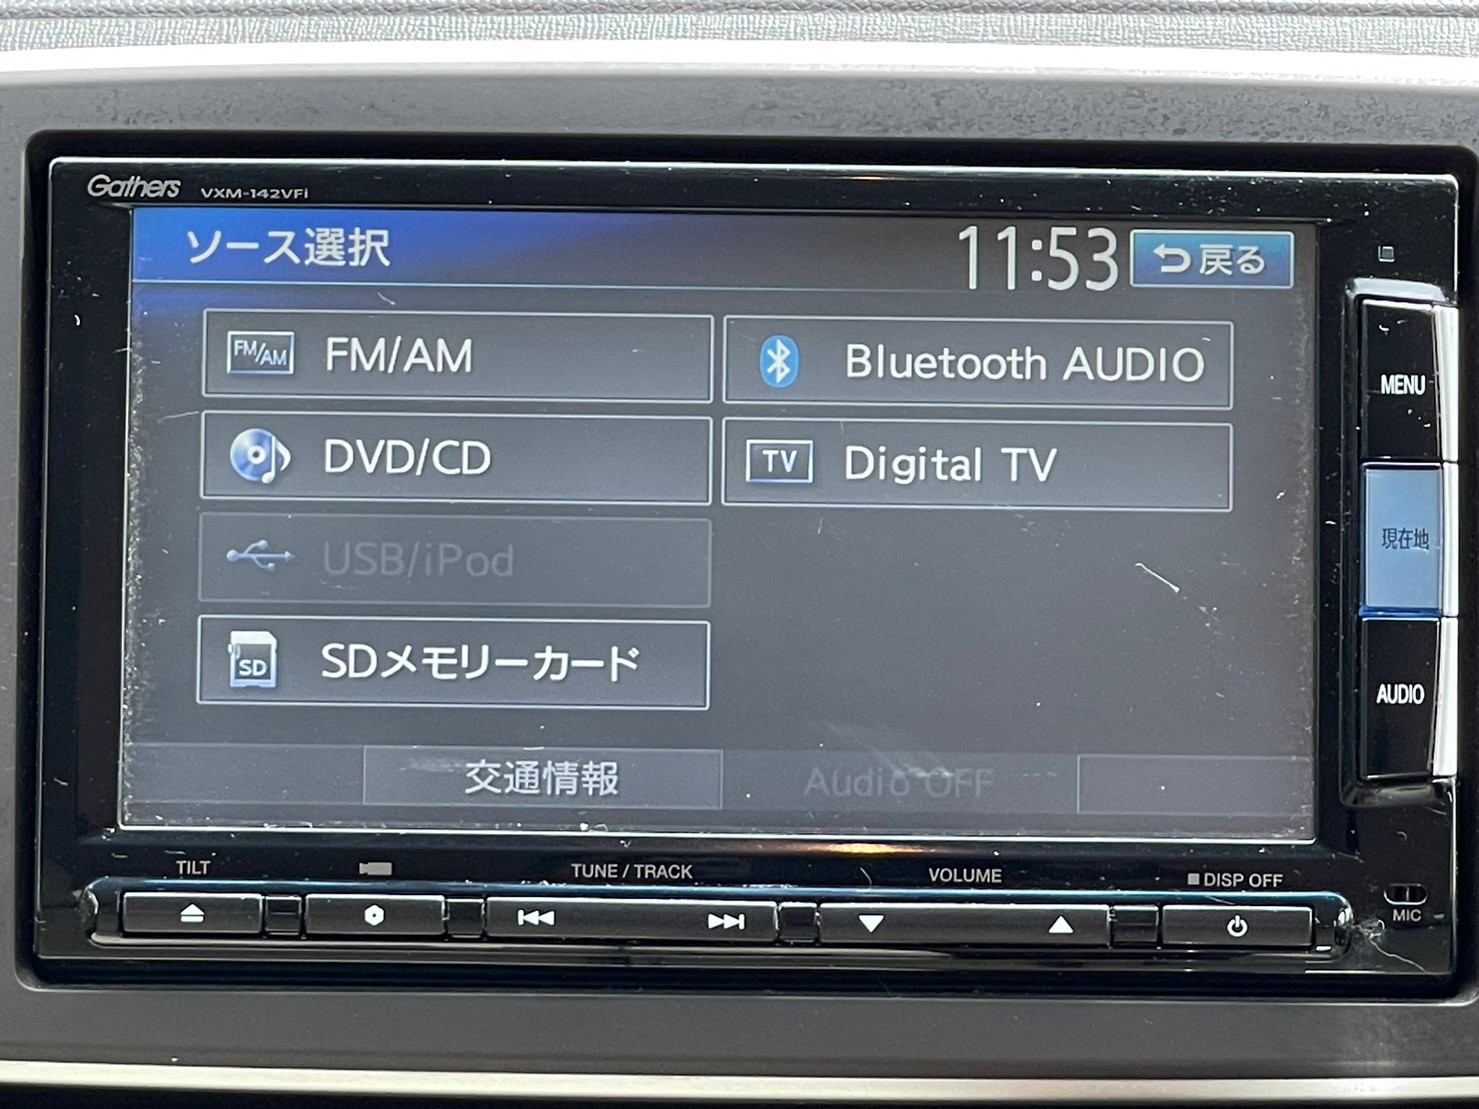 Gathers VXM-142VFi
ソース選択 11:53 戻る
FM/AM FM/AM
Bluetooth AUDIO
DVD/CD
TV Digital TV
USB/iPod
SD SDメモリーカード
交通情報 Audio OFF
MENU
現在地
AUDIO
TILT TUNE / TRACK VOLUME DISP OFF
MIC